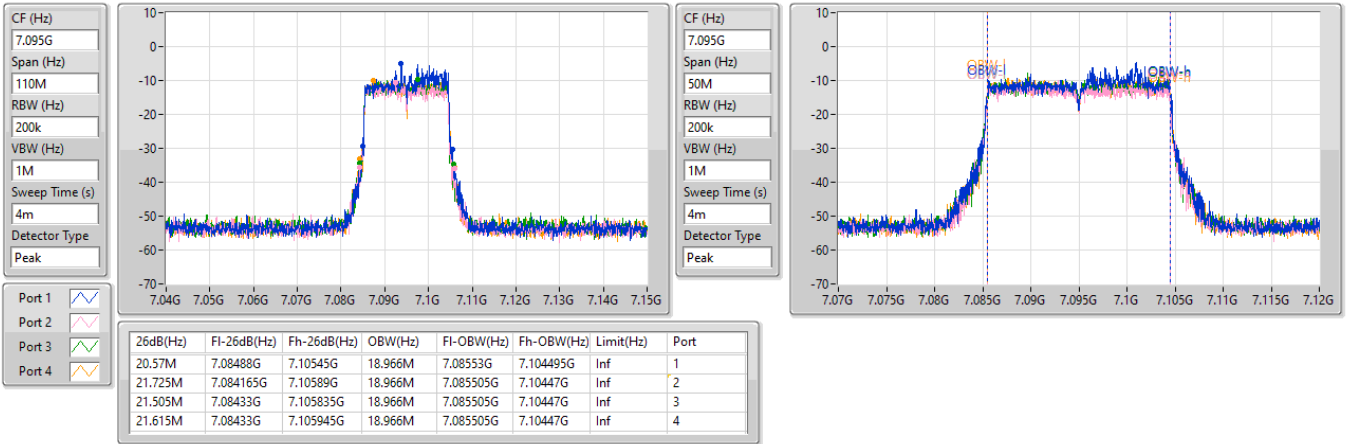 CF (Hz)
7.095G
Span (Hz)
110M
RBW (Hz)
200k
VBW (Hz)
1M
Sweep Time (s)
4m
Detector Type
Peak
10
0
-10
-20
-30
-40
-50
-60
-70
7.04G 7.05G 7.06G 7.07G 7.08G 7.09G 7.1G 7.11G 7.12G 7.13G 7.14G 7.15G
CF (Hz)
7.095G
Span (Hz)
50M
RBW (Hz)
200k
VBW (Hz)
1M
Sweep Time (s)
4m
Detector Type
Peak
10
0
-10
-20
-30
-40
-50
-60
-70
OBW-l
OBW-h
7.07G 7.075G 7.08G 7.085G 7.09G 7.095G 7.1G 7.105G 7.11G 7.115G 7.12G
Port 1
Port 2
Port 3
Port 4
26dB(Hz) Fl-26dB(Hz) Fh-26dB(Hz) OBW(Hz) Fl-OBW(Hz) Fh-OBW(Hz) Limit(Hz) Port
20.57M 7.08488G 7.10545G 18.966M 7.08553G 7.104495G Inf 1
21.725M 7.084165G 7.10589G 18.966M 7.085505G 7.10447G Inf 2
21.505M 7.08433G 7.105835G 18.966M 7.085505G 7.10447G Inf 3
21.615M 7.08433G 7.105945G 18.966M 7.085505G 7.10447G Inf 4